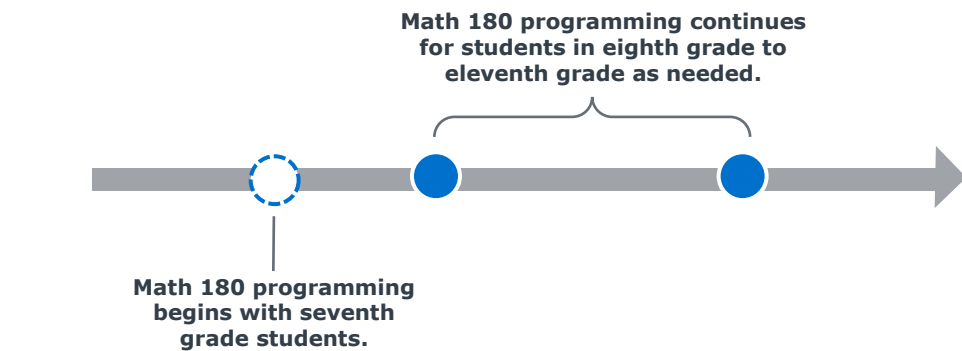 Math 180 programming continues
for students in eighth grade to
eleventh grade as needed.
Math 180 programming
begins with seventh
grade students.